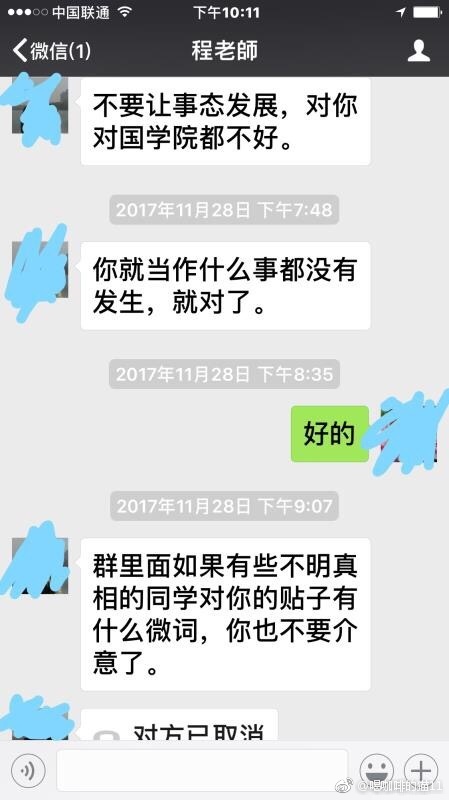 中国联通
下午10:11
微信(1)
程老師
不要让事态发展，对你
对国学院都不好。
2017年11月28日 下午7:48
你就当作什么事都没有
发生，就对了。
2017年11月28日 下午8:35
好的
2017年11月28日 下午9:07
群里面如果有些不明真
相的同学对你的贴子有
什么微词，你也不要介
意了。
对方已取消